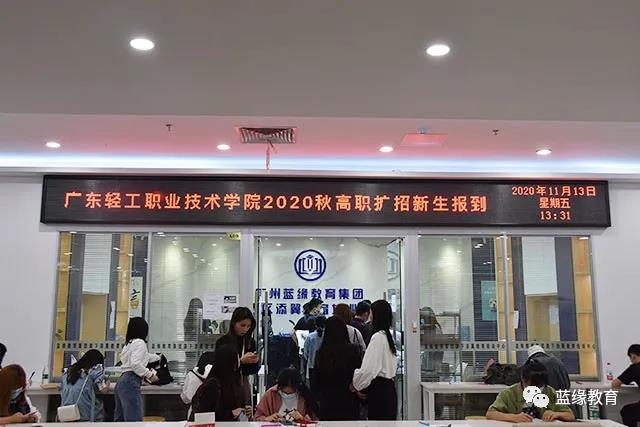 广东轻工职业技术学院2020秋高职扩招新生报到
2020年11月13日
星期五
13:31
州蓝缘教育集团
蓝缘教育